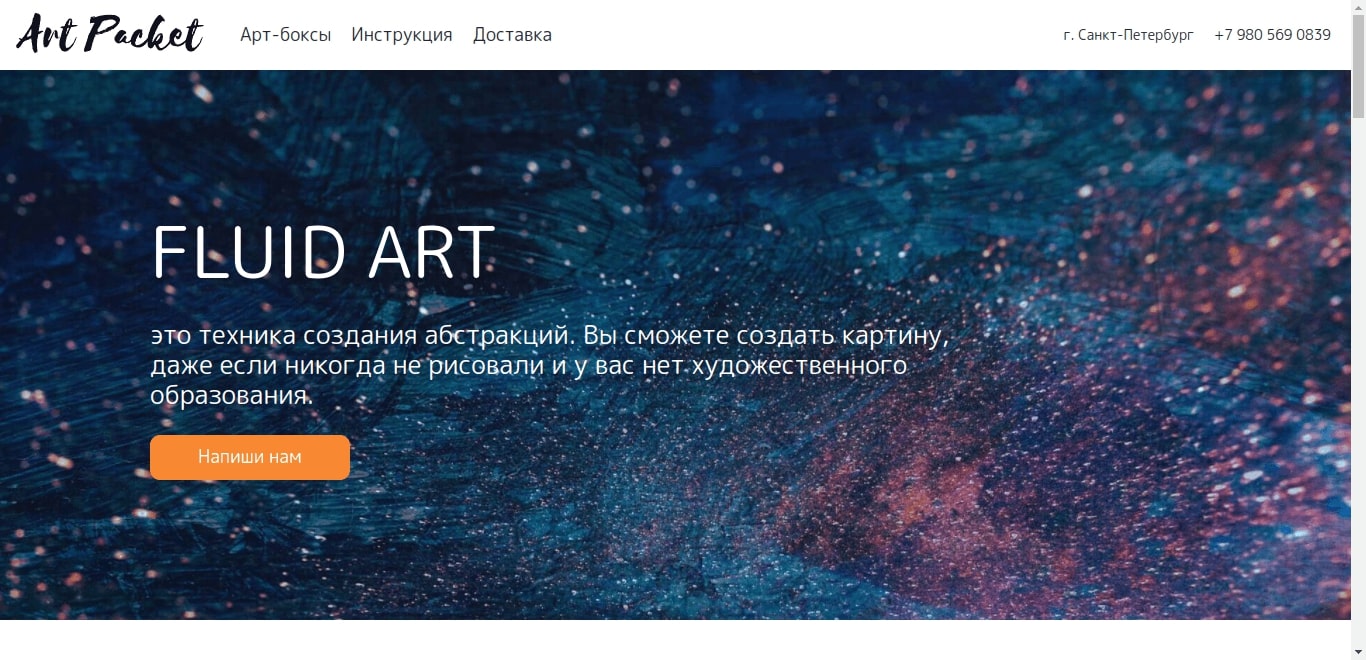 Art Packet
Арт-боксы Инструкция Доставка
г. Санкт-Петербург +7 980 569 0839
FLUID ART
это техника создания абстракций. Вы сможете создать картину,
даже если никогда не рисовали и у вас нет художественного
образования.
Напиши нам